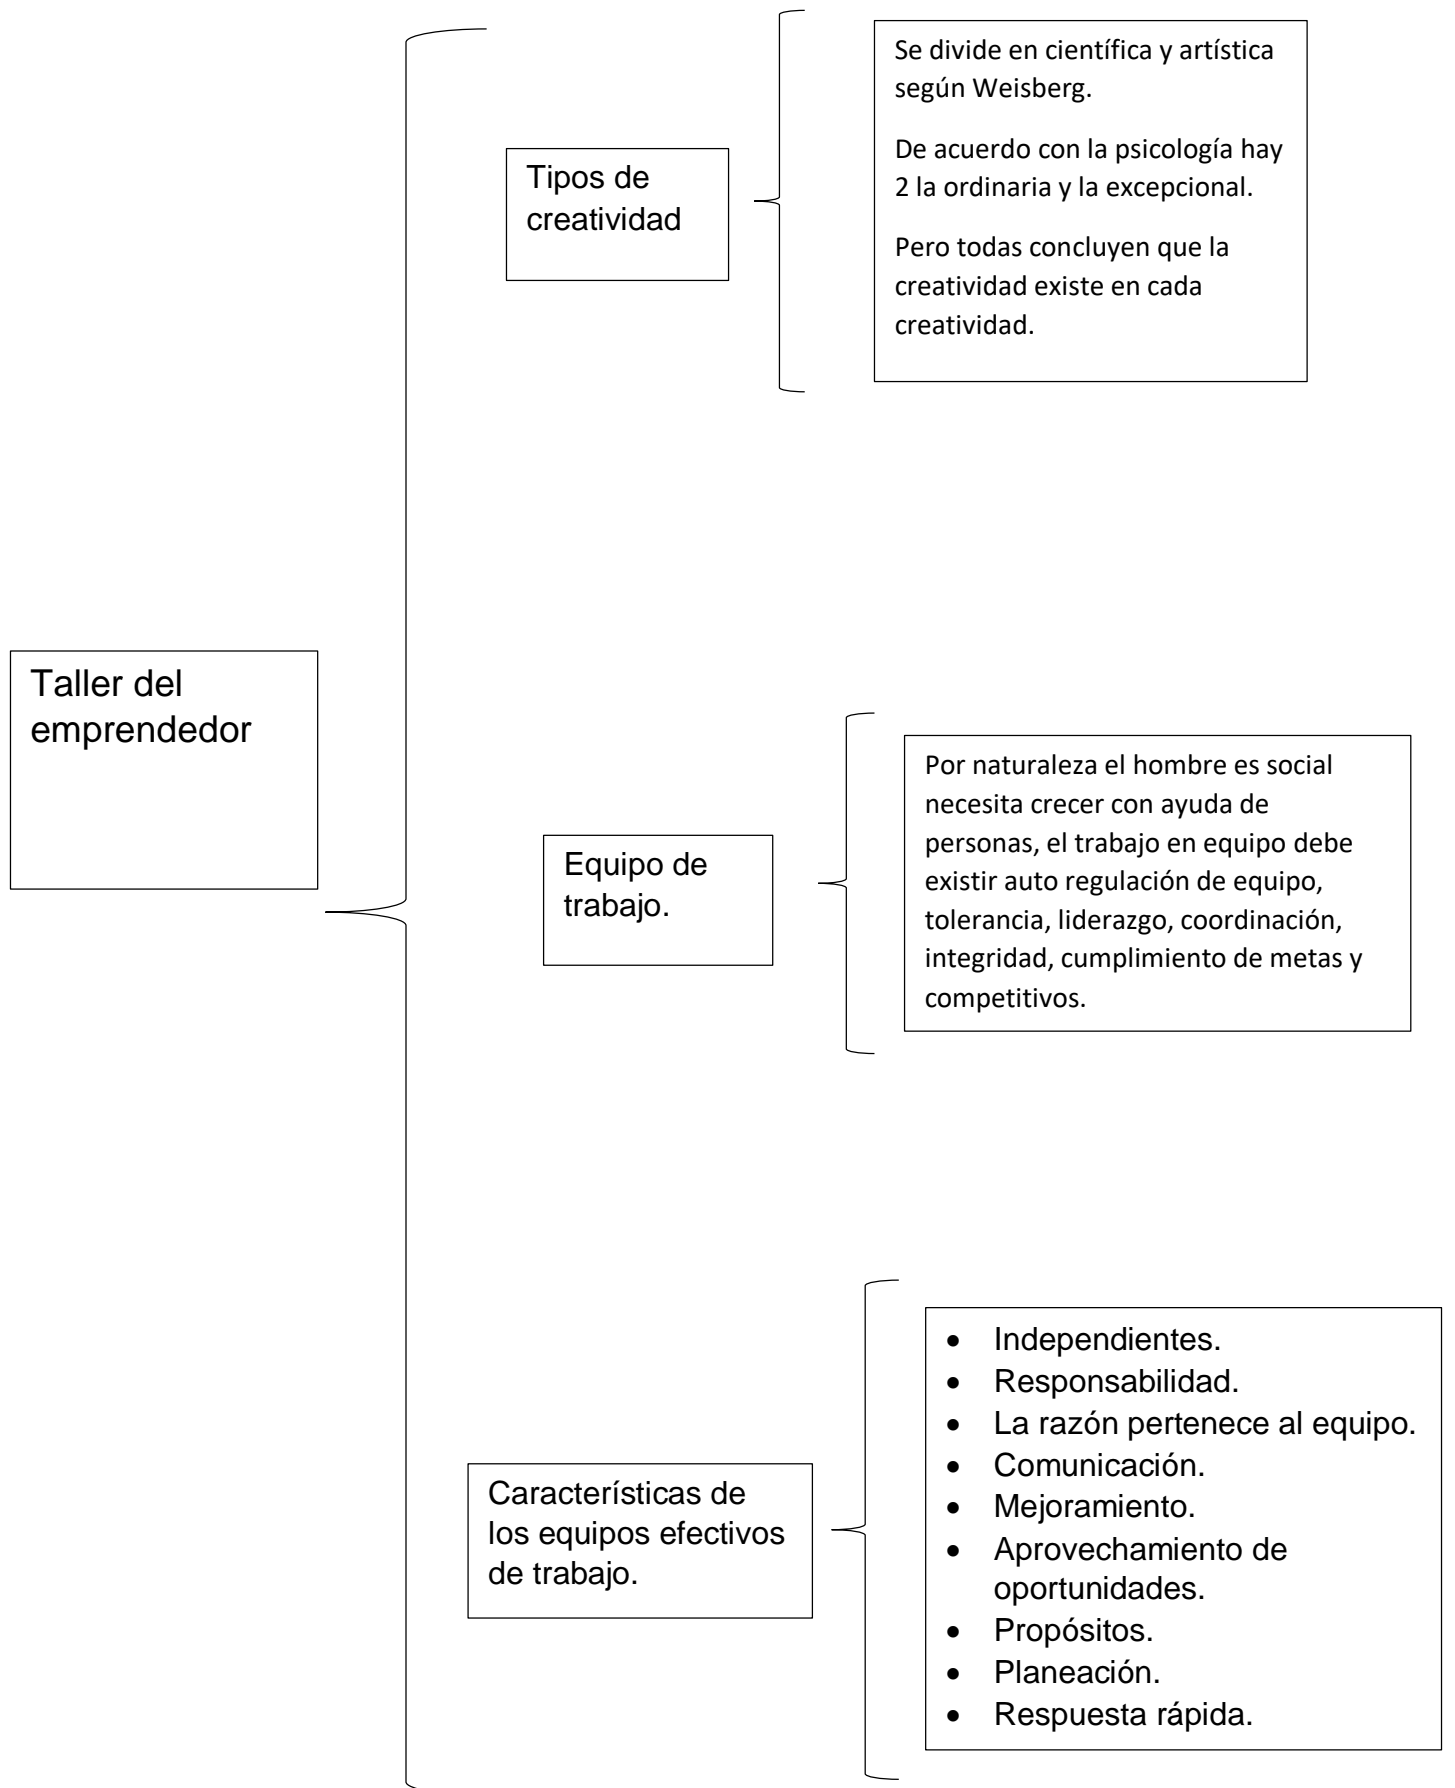 Taller del
emprendedor
Tipos de
creatividad
Se divide en científica y artística
según Weisberg.
De acuerdo con la psicología hay
2 la ordinaria y la excepcional.
Pero todas concluyen que la
creatividad existe en cada
creatividad.
Equipo de
trabajo.
Por naturaleza el hombre es social
necesita crecer con ayuda de
personas, el trabajo en equipo debe
existir auto regulación de equipo,
tolerancia, liderazgo, coordinación,
integridad, cumplimiento de metas y
competitivos.
Características de
los equipos efectivos
de trabajo.
• Independientes.
• Responsabilidad.
• La razón pertenece al equipo.
• Comunicación.
• Mejoramiento.
• Aprovechamiento de
oportunidades.
• Propósitos.
• Planeación.
• Respuesta rápida.